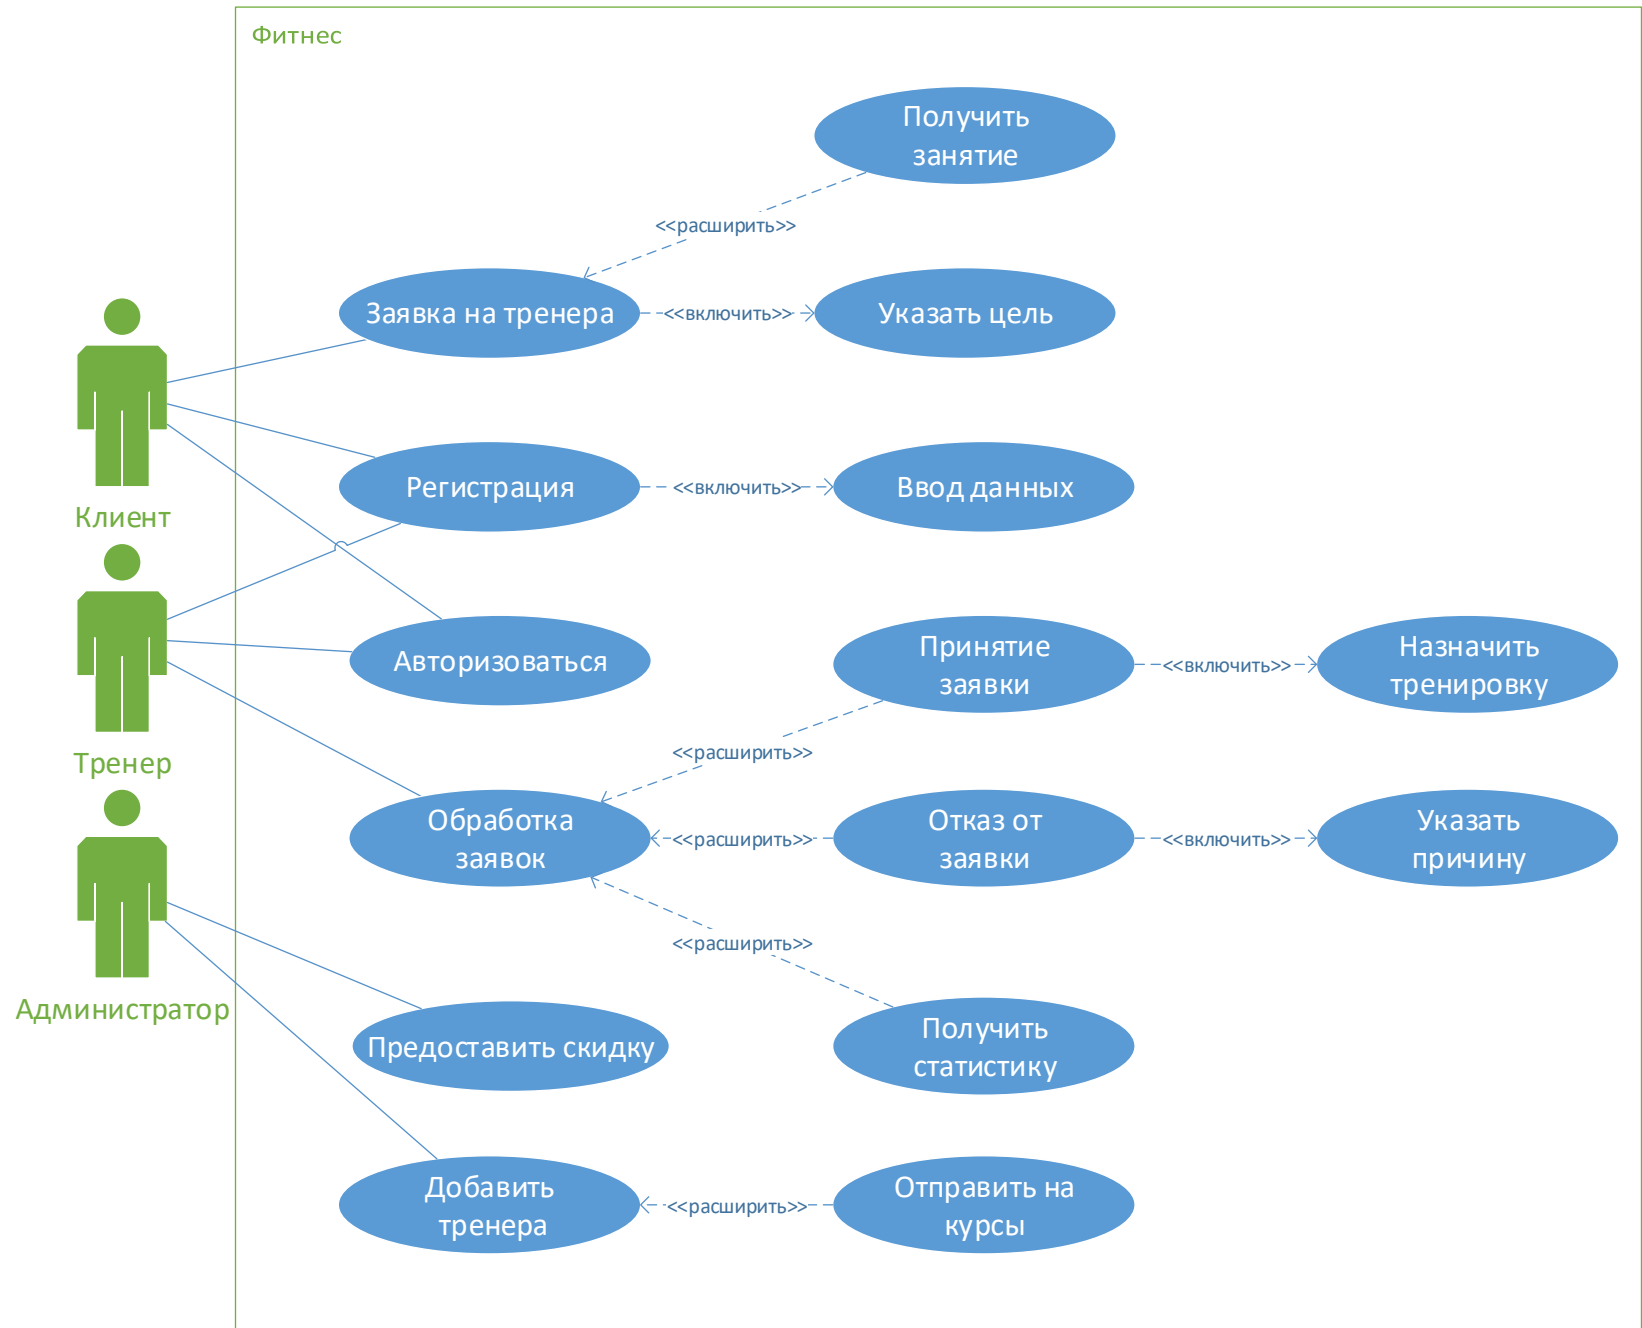 Фитнес
Получить
занятие
<<расширить>>
Заявка на тренера
<<включить>>
Указать цель
Клиент
Регистрация
<<включить>>
Ввод данных
Тренер
Авторизоваться
Принятие
заявки
<<включить>>
Назначить
тренировку
<<расширить>>
Обработка
заявок
<<расширить>>
Отказ от
заявки
<<включить>>
Указать
причину
<<расширить>>
Администратор
Предоставить скидку
Получить
статистику
Добавить
тренера
<<расширить>>
Отправить на
курсы